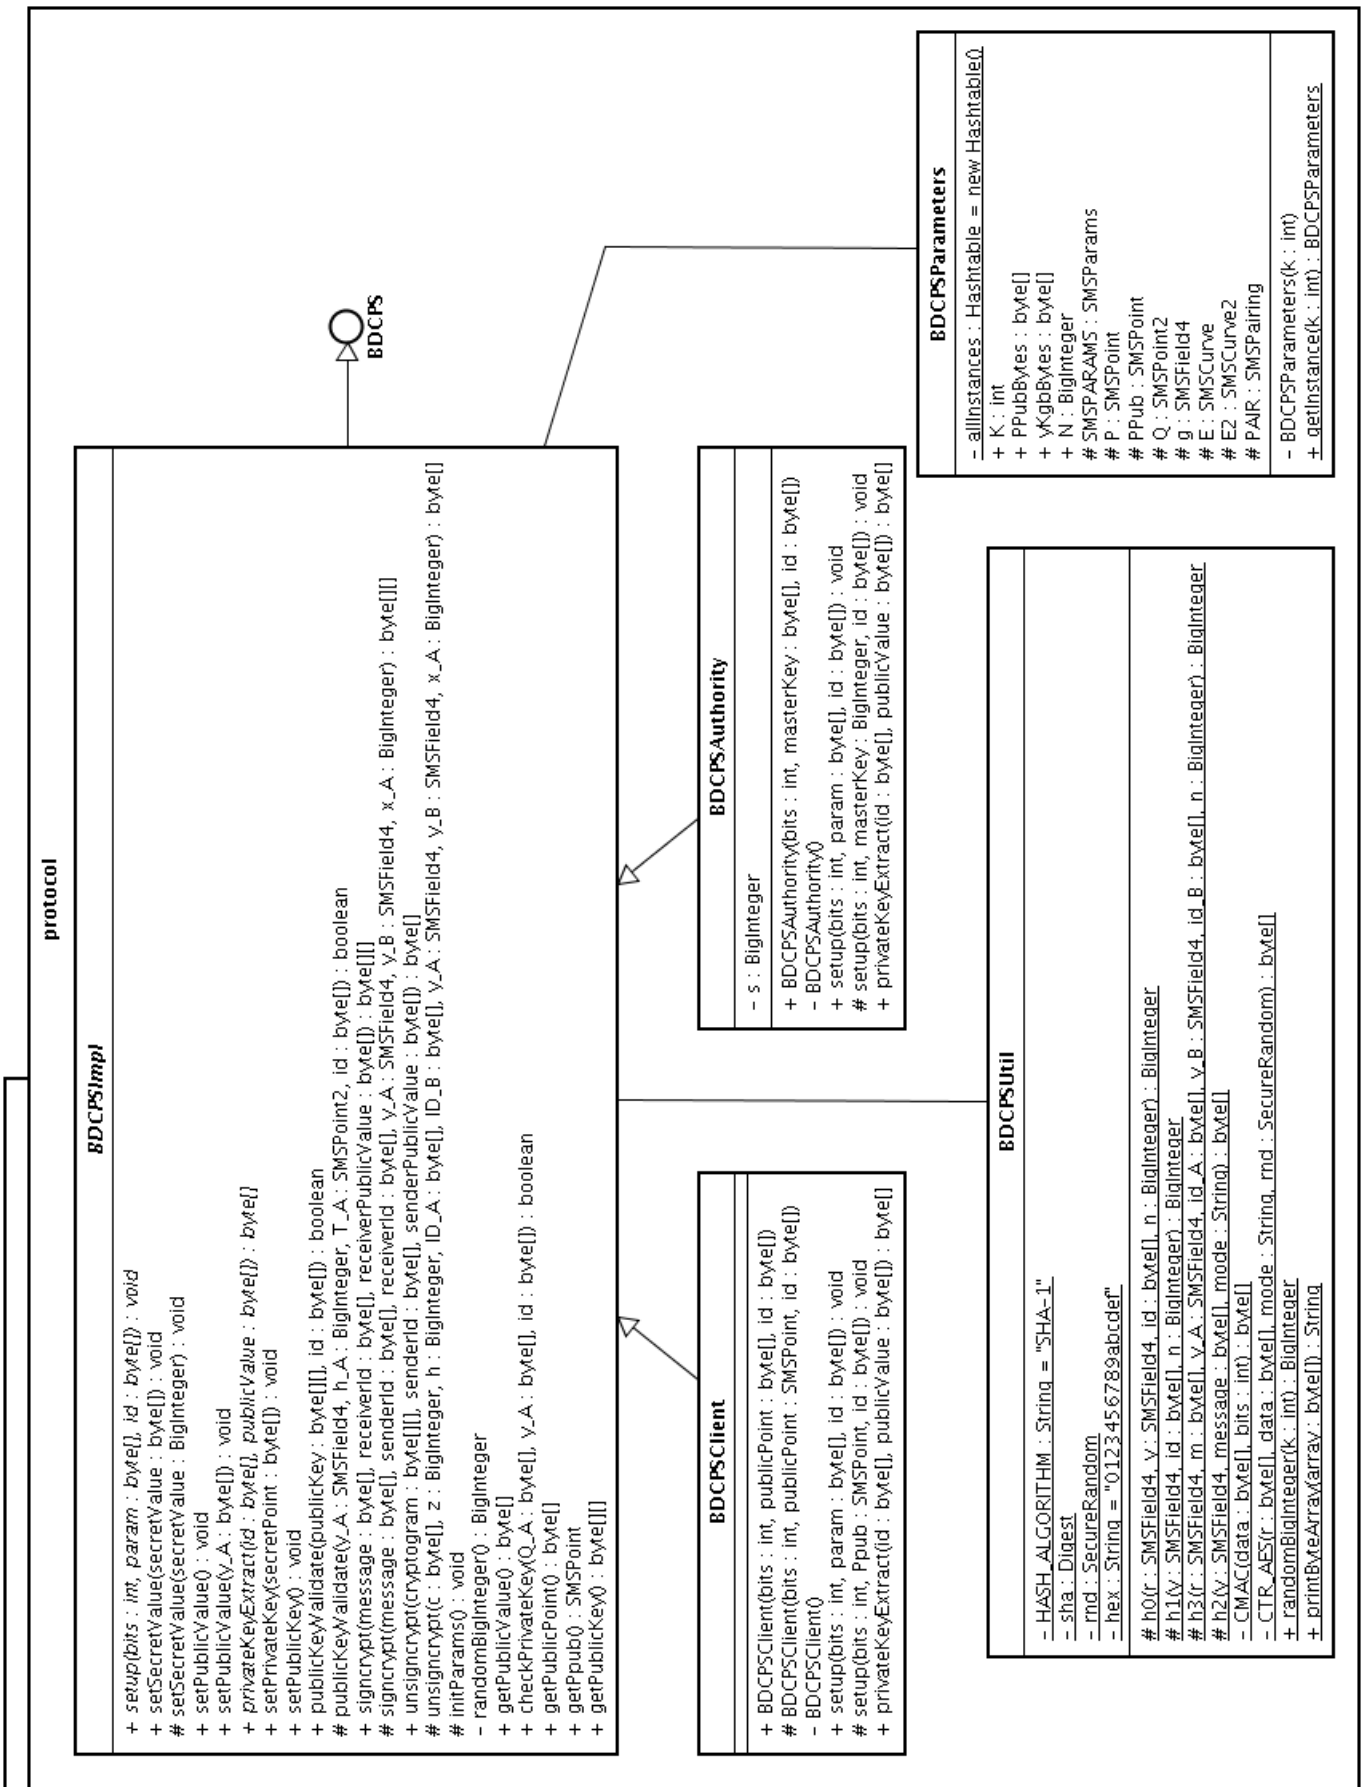 protocol
BDCPSImpl
+ setup(bits : int, param : byte[], id : byte[]) : void
+ setSecretValue(secretValue : byte[]) : void
# setSecretValue(secretValue : BigInteger) : void
+ setPublicValue() : void
+ setPublicValue(y_A : byte[]) : void
+ privateKeyExtract(id : byte[], publicValue : byte[]) : byte[]
+ setPrivateKey(secretPoint : byte[]) : void
+ setPublicKey() : void
+ publicKeyValidate(publicKey : byte[][], id : byte[]) : boolean
# publicKeyValidate(y_A : SMSField4, h_A : BigInteger, T_A : SMSPoint2, id : byte[]) : boolean
+ signcrypt(message : byte[], receiverId : byte[], receiverPublicValue : byte[]) : byte[][]
# signcrypt(message : byte[], senderId : byte[], receiverId : byte[], y_A : SMSField4, y_B : SMSField4, x_A : BigInteger) : byte[][]
+ unsigncrypt(cryptogram : byte[][], senderId : byte[], senderPublicValue : byte[]) : byte[]
# unsigncrypt(c : byte[], z : BigInteger, h : BigInteger, ID_A : byte[], ID_B : byte[], y_A : SMSField4, y_B : SMSField4, x_A : BigInteger) : byte[]
# initParams() : void
- randomBigInteger() : BigInteger
+ getPublicValue() : byte[]
+ checkPrivateKey(Q_A : byte[], y_A : byte[], id : byte[]) : boolean
+ getPublicPoint() : byte[]
+ getPpub() : SMSPoint
+ getPublicKey() : byte[][]
BDCPS
BDCPSClient
+ BDCPSClient(bits : int, publicPoint : byte[], id : byte[])
# BDCPSClient(bits : int, publicPoint : SMSPoint, id : byte[])
- BDCPSClient()
+ setup(bits : int, param : byte[], id : byte[]) : void
# setup(bits : int, Ppub : SMSPoint, id : byte[]) : void
+ privateKeyExtract(id : byte[], publicValue : byte[]) : byte[]
BDCPSAuthority
- s : BigInteger
+ BDCPSAuthority(bits : int, masterKey : byte[], id : byte[])
- BDCPSAuthority()
+ setup(bits : int, param : byte[], id : byte[]) : void
# setup(bits : int, masterKey : BigInteger, id : byte[]) : void
+ privateKeyExtract(id : byte[], publicValue : byte[]) : byte[]
BDCPSParameters
- allInstances : Hashtable = new Hashtable()
+ K : int
+ PPubBytes : byte[]
+ yKgbBytes : byte[]
+ N : BigInteger
# SMSPARAMS : SMSParams
# P : SMSPoint
# PPub : SMSPoint
# Q : SMSPoint2
# g : SMSField4
# E : SMSCurve
# E2 : SMSCurve2
# PAIR : SMSPairing
- BDCPSParameters(k : int)
+ getInstance(k : int) : BDCPSParameters
BDCPSUtil
- HASH_ALGORITHM : String = "SHA-1"
- sha : Digest
- rnd : SecureRandom
- hex : String = "0123456789abcdef"
# h0(r : SMSField4, y : SMSField4, id : byte[], n : BigInteger) : BigInteger
# h1(y : SMSField4, id : byte[], n : BigInteger) : BigInteger
# h3(r : SMSField4, m : byte[], y_A : SMSField4, id_A : byte[], y_B : SMSField4, id_B : byte[], n : BigInteger) : BigInteger
# h2(y : SMSField4, message : byte[], mode : String) : byte[]
- CMAC(data : byte[], bits : int) : byte[]
- CTR_AES(r : byte[], data : byte[], mode : String, rnd : SecureRandom) : byte[]
+ randomBigInteger(k : int) : BigInteger
+ printByteArray(array : byte[]) : String